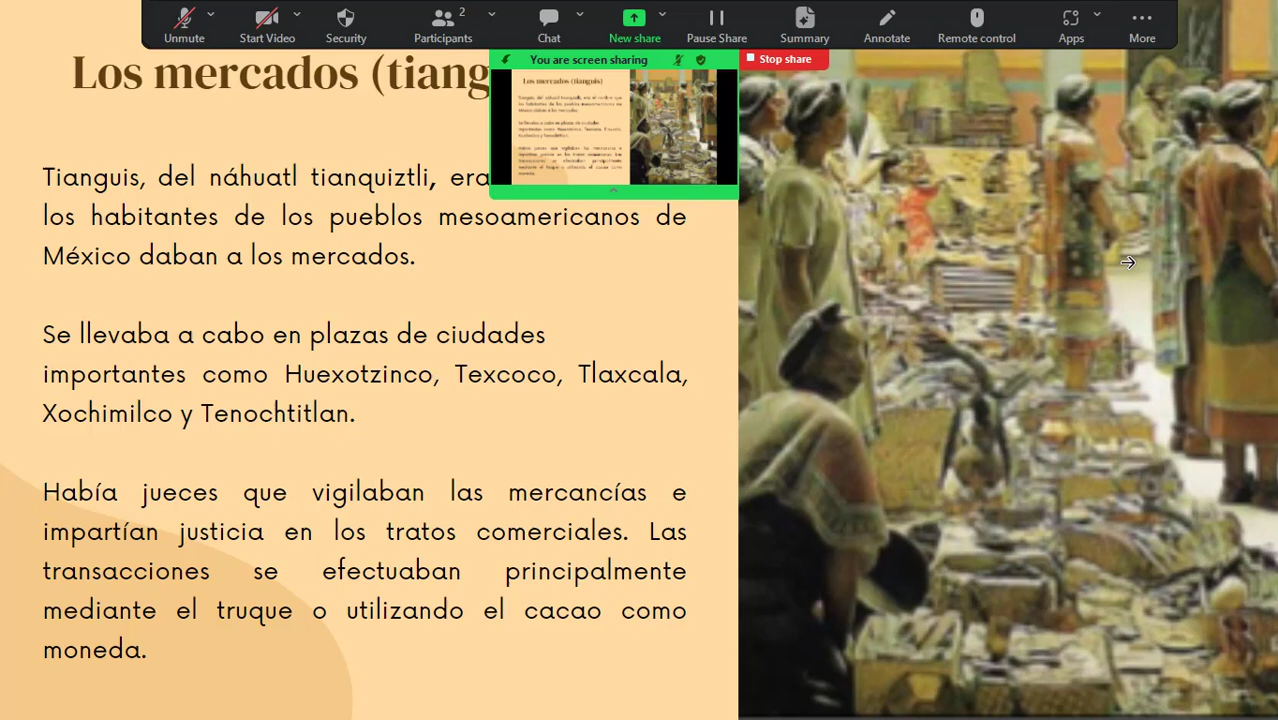 Unmute
Start Video
Security
Participants
2
Chat
New share
Pause Share
Summary
Annotate
Remote control
Apps
More
You are screen sharing
Stop share
Los mercados (tiang
Los mercados (tianguis)
Tianguis, del náhuatl tianquiztli, era
los habitantes de los pueblos mesoamericanos de
México daban a los mercados.
Se llevaba a cabo en plazas de ciudades
importantes como Huexotzinco, Texcoco, Tlaxcala,
Xochimilco y Tenochtitlan.
Había jueces que vigilaban las mercancías e
impartían justicia en los tratos comerciales. Las
transacciones se efectuaban principalmente
mediante el truque o utilizando el cacao como
moneda.